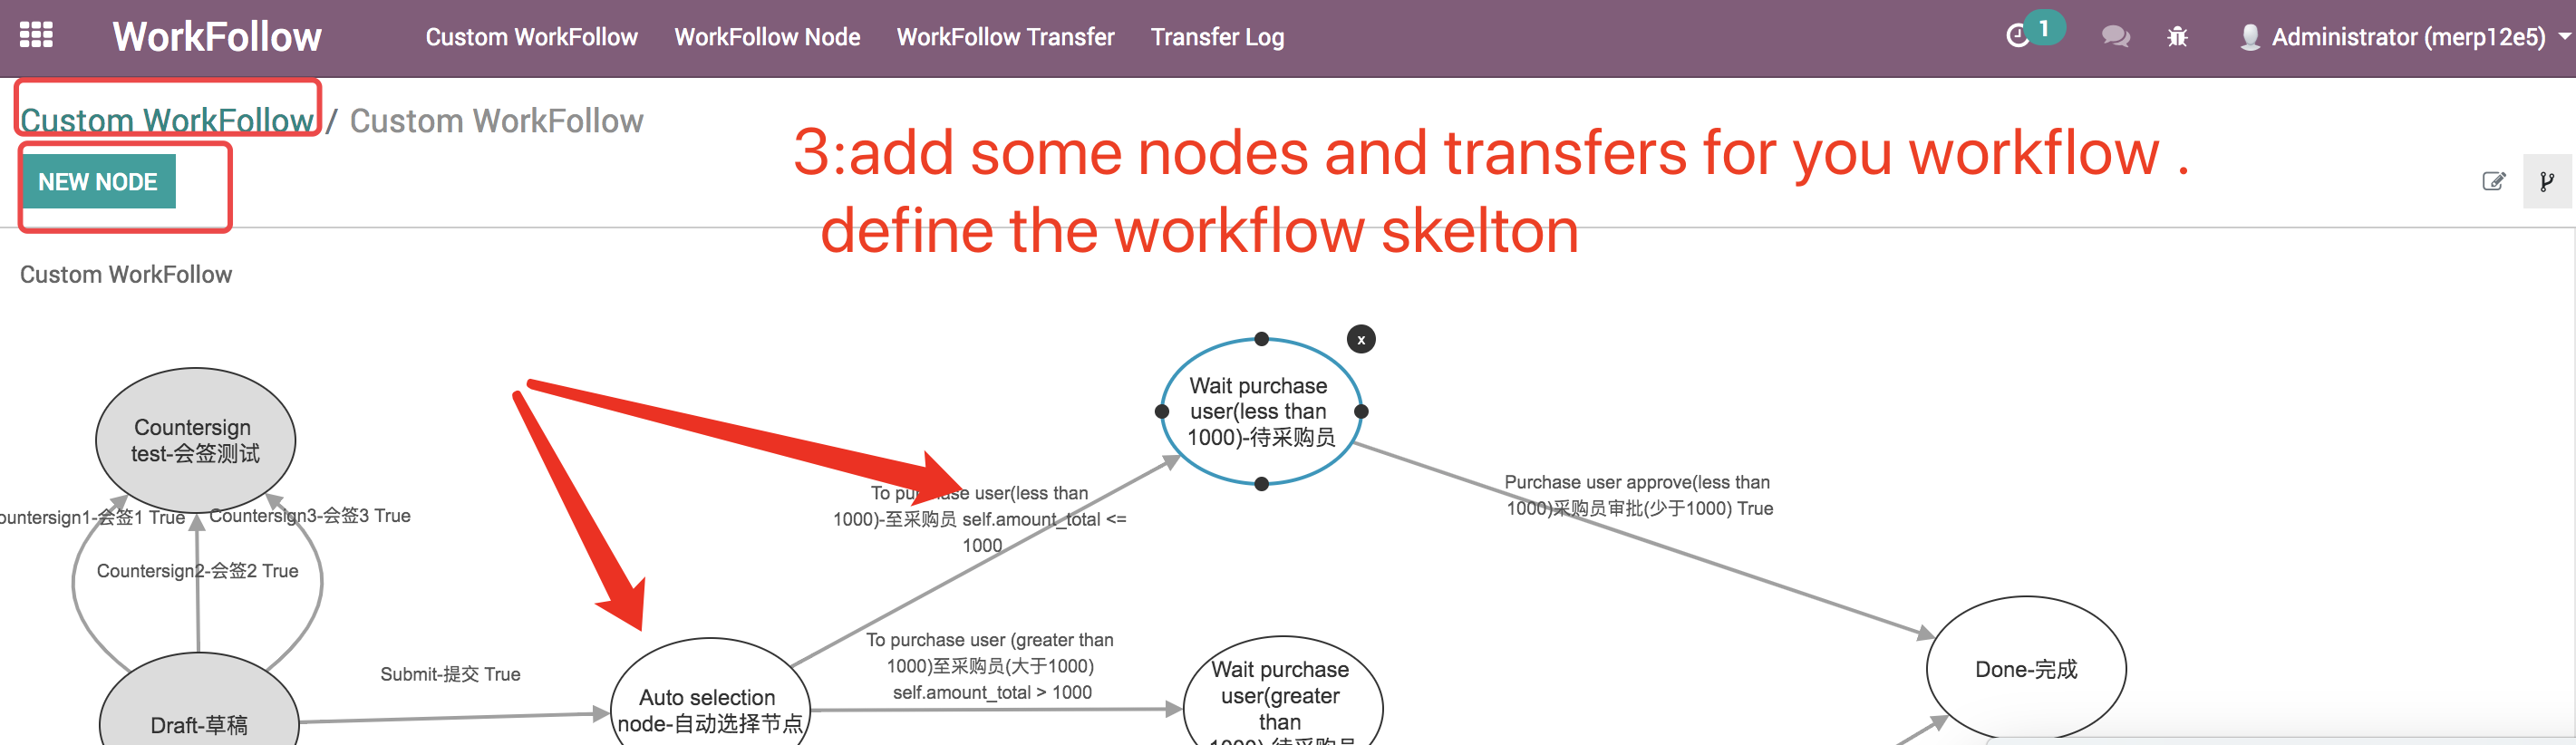 WorkFollow
Custom WorkFollow
WorkFollow Node
WorkFollow Transfer
Transfer Log
1
Administrator (merp12e5)
Custom WorkFollow / Custom WorkFollow
3:add some nodes and transfers for you workflow .
define the workflow skelton
NEW NODE
Custom WorkFollow
x
Wait purchase
user(less than
1000)-待采购员
Countersign
test-会签测试
To purchase user(less than
1000)-至采购员 self.amount_total <=
1000
Purchase user approve(less than
1000)采购员审批(少于1000) True
ountersign1-会签1 True
Countersign3-会签3 True
Countersign2-会签2 True
To purchase user (greater than
1000)至采购员(大于1000)
self.amount_total > 1000
Submit-提交 True
Auto selection
node-自动选择节点
Wait purchase
user(greater
than
1000)-待采购员
Done-完成
Draft-草稿